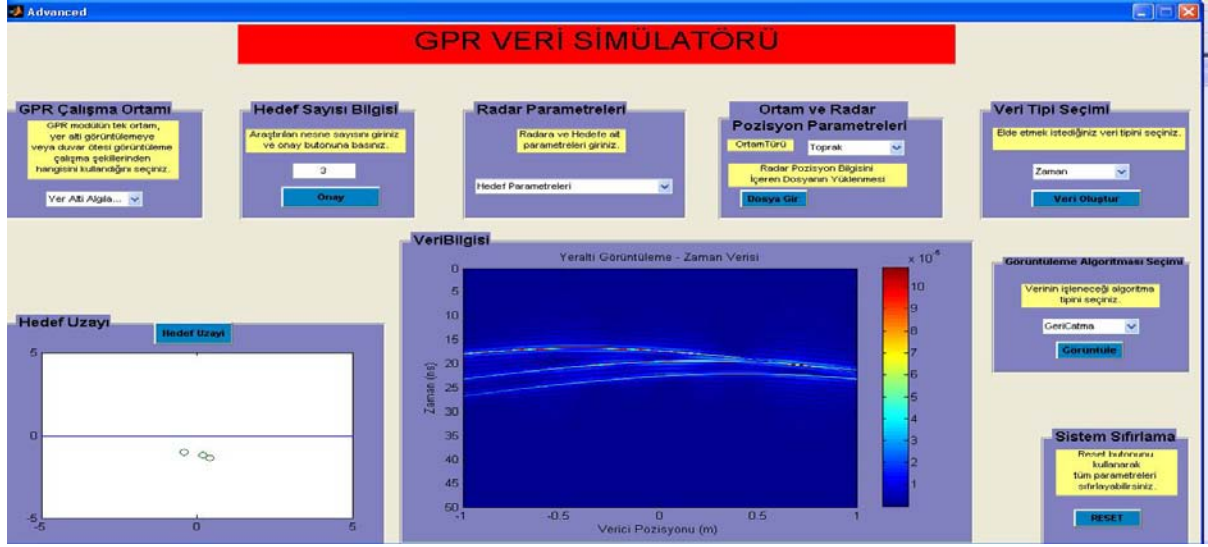 Advanced
GPR VERİ SİMÜLATÖRÜ
GPR Çalışma Ortamı
GPR modülün tek ortam,
yer altı görüntülemeye
veya duvar ötesi görüntüleme
çalışma şekillerinden
hangisini kullandığını seçiniz.
Yer Altı Algıla...
Hedef Sayısı Bilgisi
Araştırılan nesne sayısını giriniz
ve onay butonuna basınız.
3
Onay
Radar Parametreleri
Radara ve Hedefe ait
parametreleri giriniz.
Hedef Parametreleri
Ortam ve Radar
Pozisyon Parametreleri
OrtamTürü
Toprak
Radar Pozisyon Bilgisini
İçeren Dosyanın Yüklenmesi
Dosya Gir
Veri Tipi Seçimi
Elde etmek istediğiniz veri tipini seçiniz.
Zaman
Veri Oluştur
VeriBilgisi
Yeralti Görüntüleme - Zaman Verisi
x 10
0
5
10
15
20
25
30
35
40
45
50
Zaman (ns)
-1
-0.5
0
0.5
1
Verici Pozisyonu (m)
10
9
8
7
6
5
4
3
2
1
Goruntuleme Algoritması Seçimi
Verinin işleneceği algoritma
tipini seçiniz.
GeriCatma
Goruntule
Hedef Uzayı
Hedef Uzayi
5
0
-5
-5
0
5
Sistem Sıfırlama
Reset butonunu
kullanarak
tüm parametreleri
sıfırlayabilirsiniz.
RESET